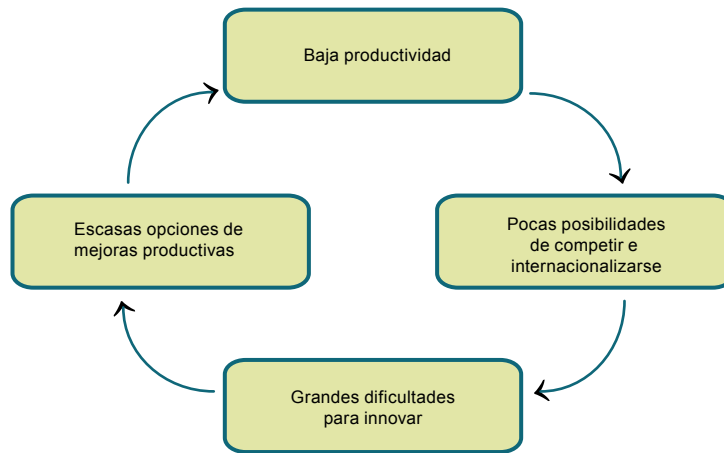 Baja productividad
Pocas posibilidades
de competir e
internacionalizarse
Grandes dificultades
para innovar
Escasas opciones de
mejoras productivas